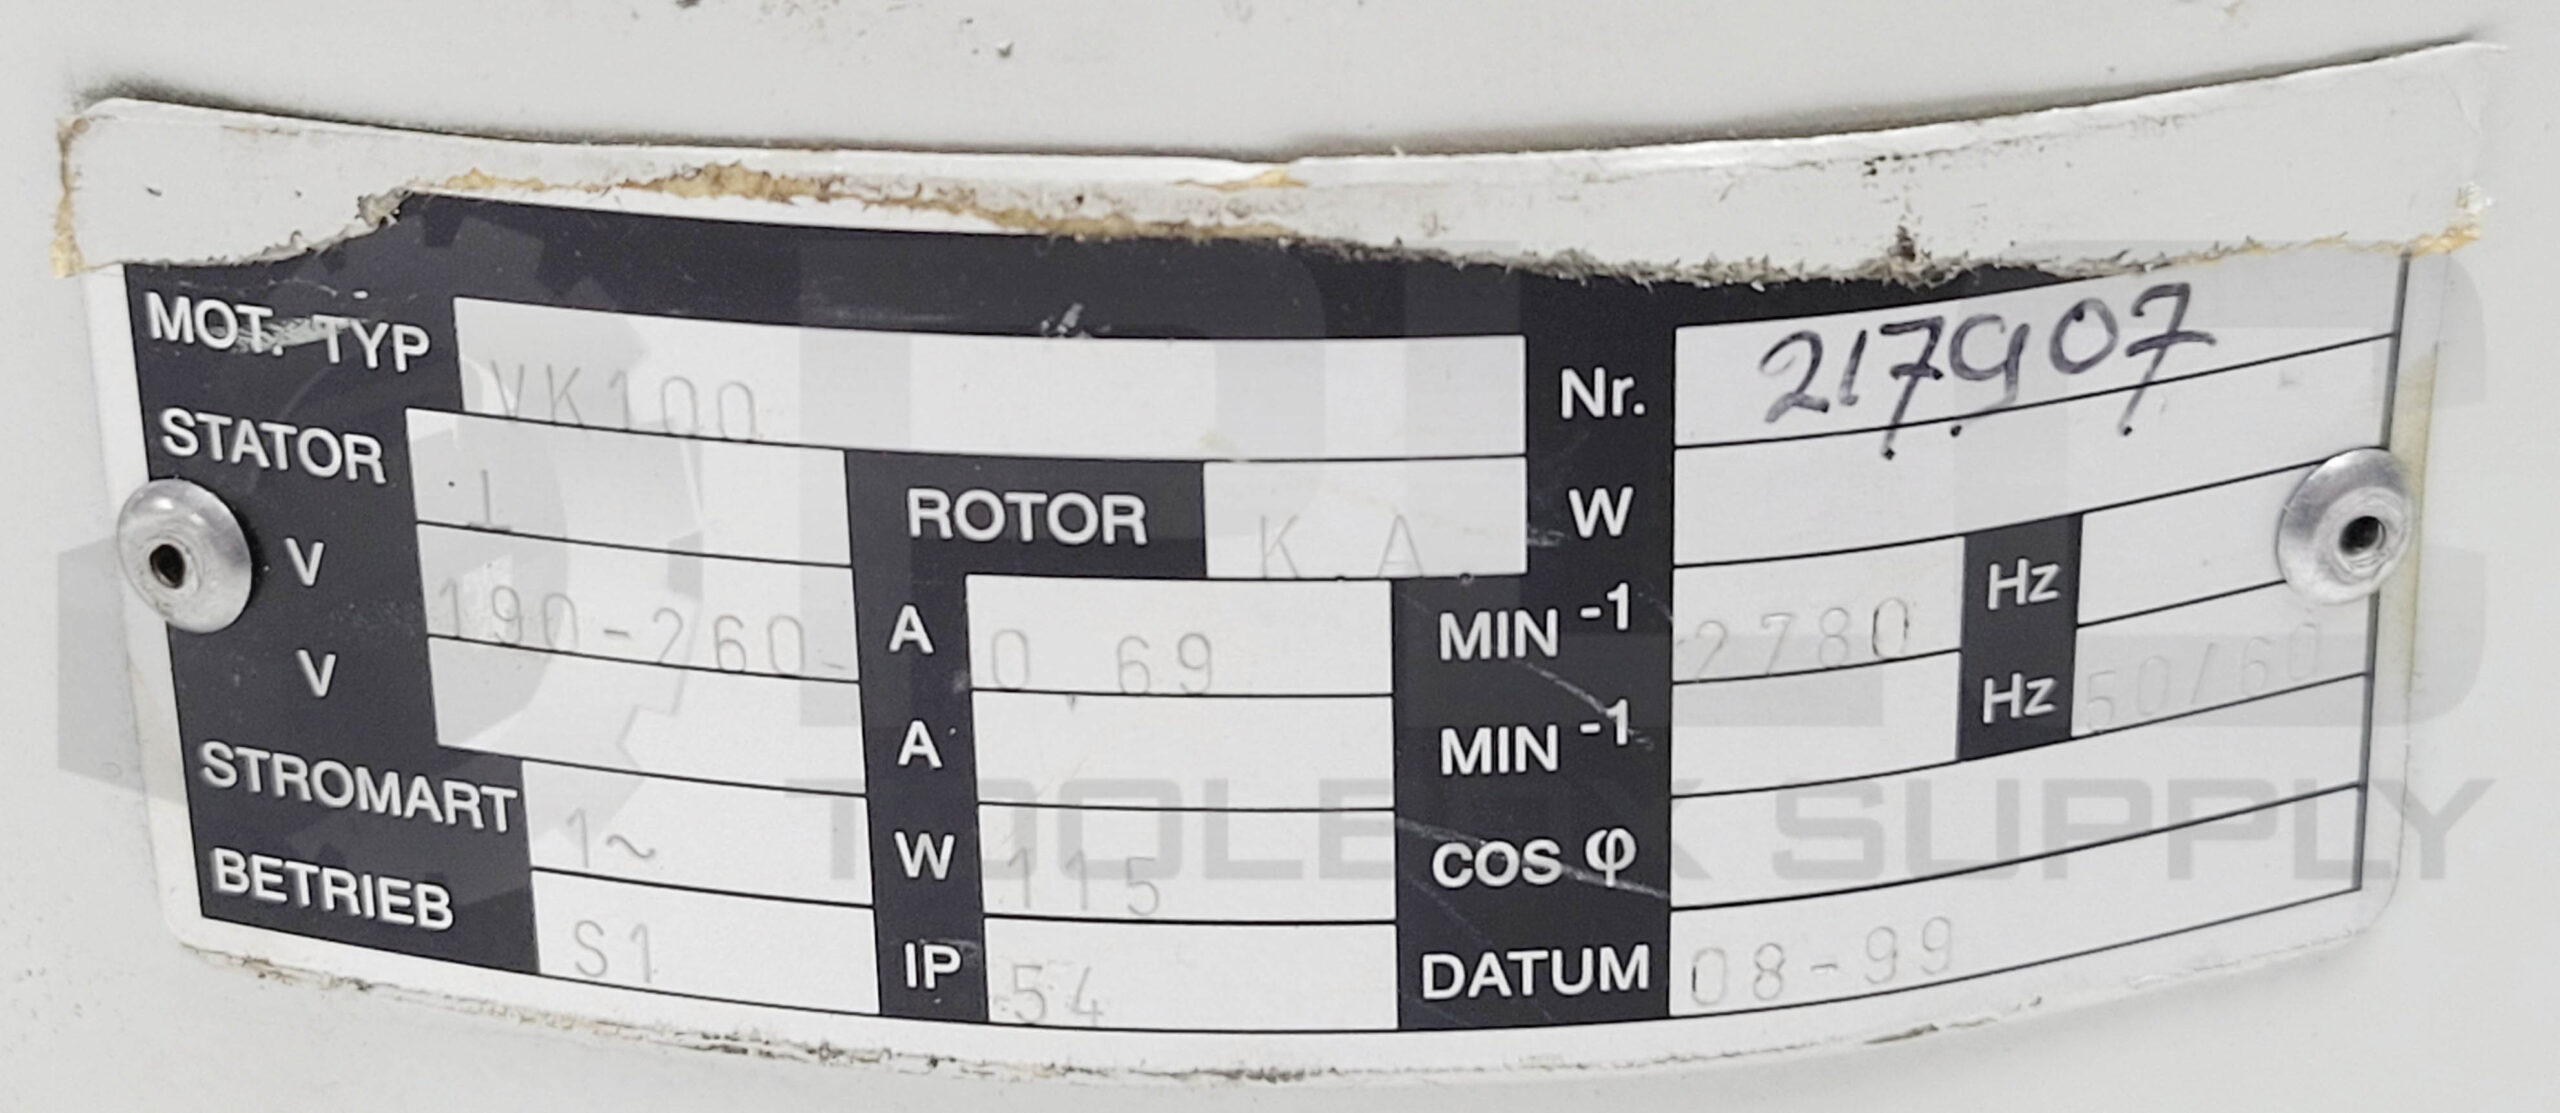 MOT. TYP VK100 Nr. 217907
STATOR ⊥ ROTOR K.A. W
V 190-260 A 0,69 MIN⁻¹ 2780 Hz
V A MIN⁻¹ Hz 50/60
STROMART 1~ W 115 COS φ
BETRIEB S1 IP 54 DATUM 08-99
SUPPLY